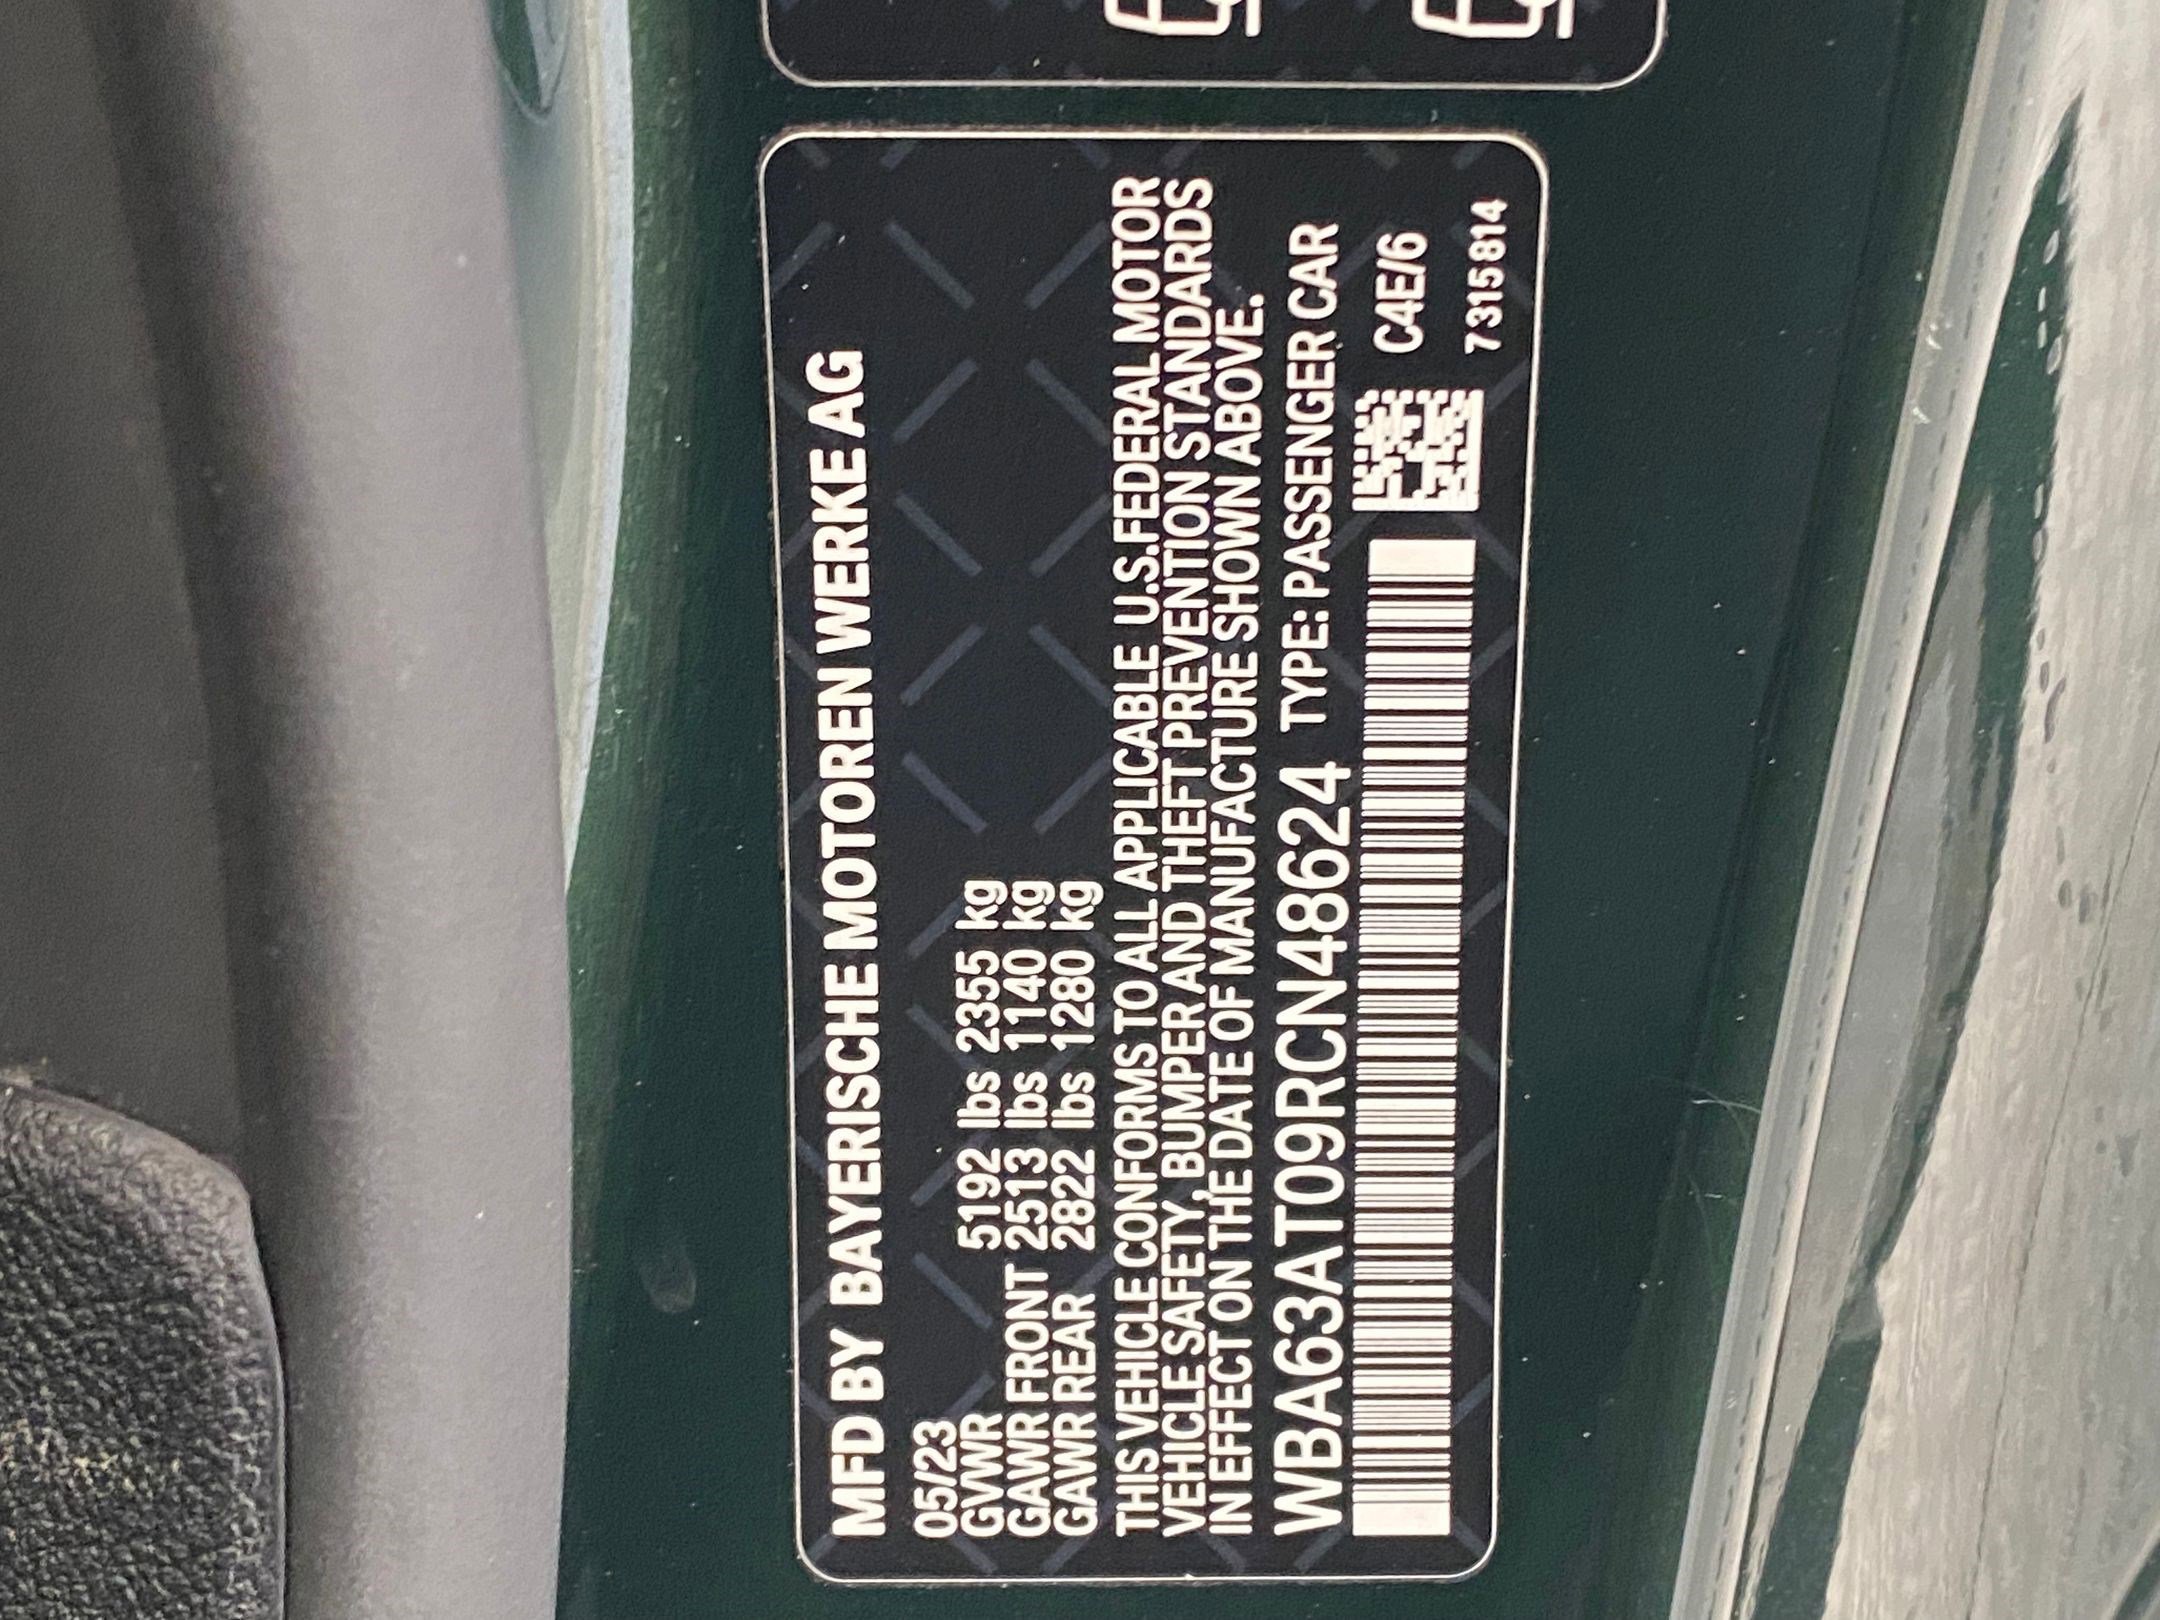 MFD BY BAYERISCHE MOTOREN WERKE AG
05/23
GVWR 5192 lbs 2355 kg
GAWR FRONT 2513 lbs 1140 kg
GAWR REAR 2822 lbs 1280 kg
THIS VEHICLE CONFORMS TO ALL APPLICABLE U.S.FEDERAL MOTOR
VEHICLE SAFETY, BUMPER AND THEFT PREVENTION STANDARDS
IN EFFECT ON THE DATE OF MANUFACTURE SHOWN ABOVE.
WBA63AT09RCN48624 TYPE: PASSENGER CAR
C4E/6
7315814